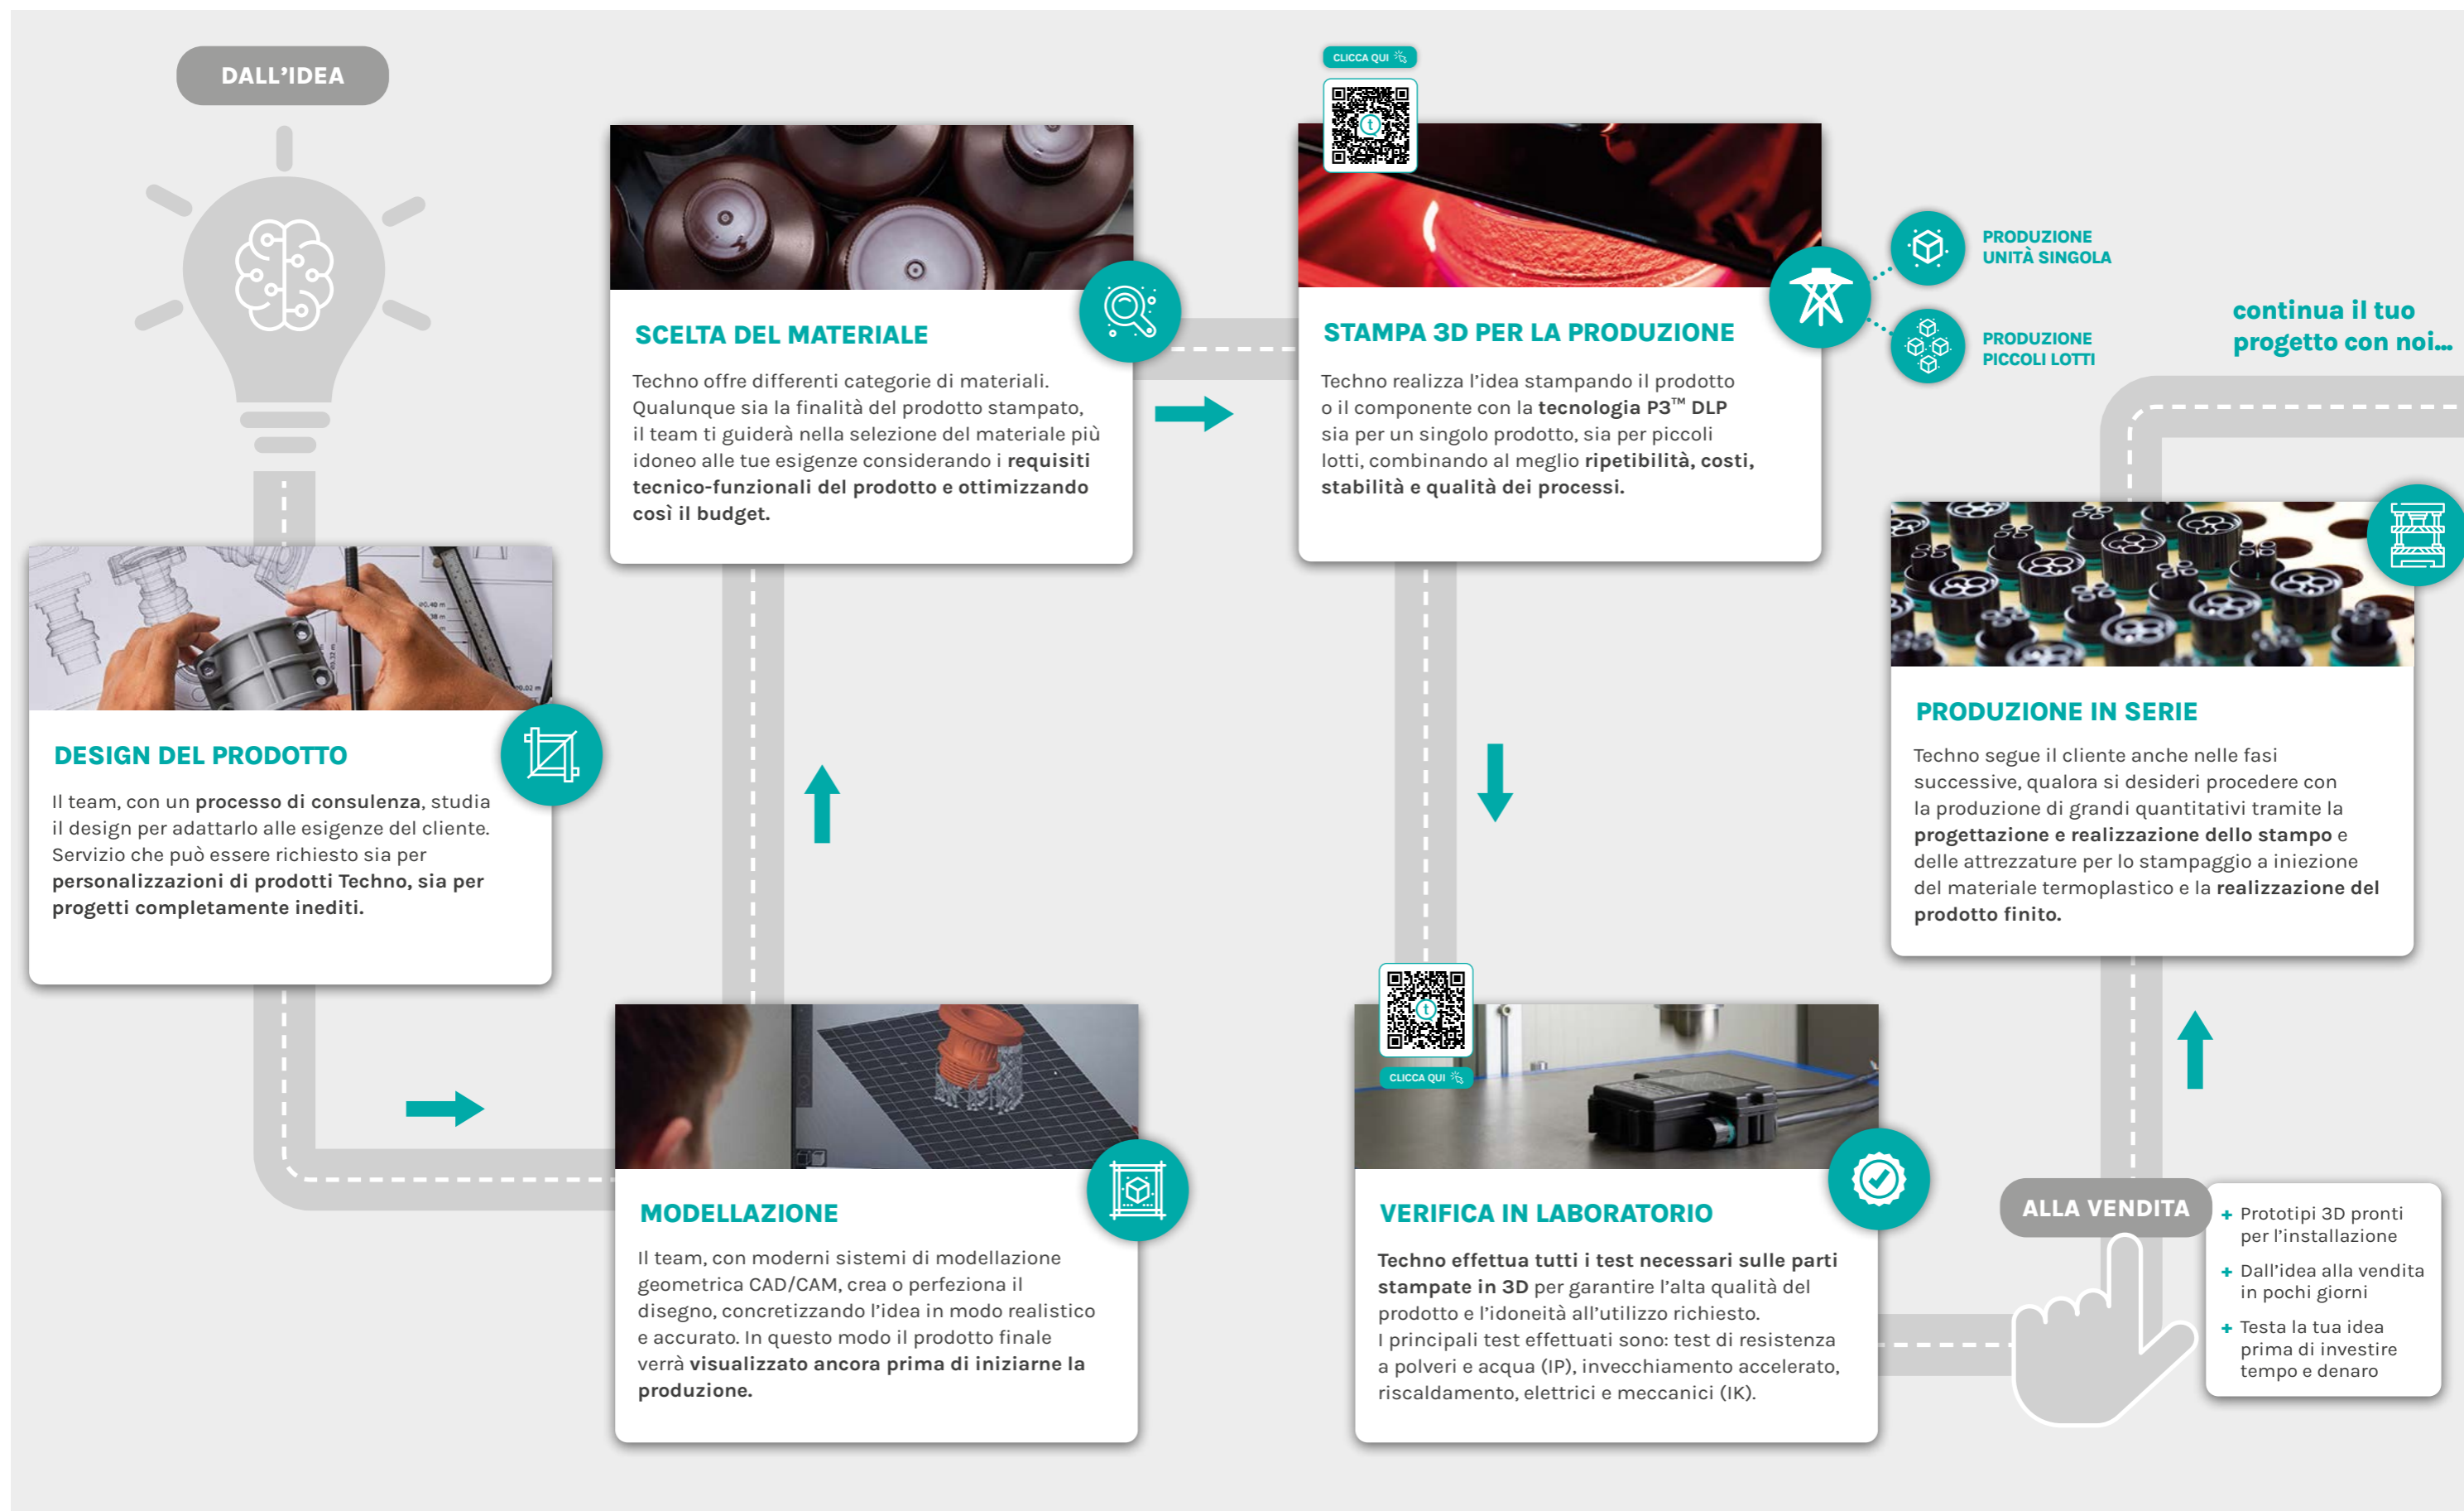 DALL'IDEA
DESIGN DEL PRODOTTO
Il team, con un processo di consulenza, studia
il design per adattarlo alle esigenze del cliente.
Servizio che può essere richiesto sia per
personalizzazioni di prodotti Techno, sia per
progetti completamente inediti.
MODELLAZIONE
Il team, con moderni sistemi di modellazione
geometrica CAD/CAM, crea o perfeziona il
disegno, concretizzando l'idea in modo realistico
e accurato. In questo modo il prodotto finale
verrà visualizzato ancora prima di iniziarne la
produzione.
SCELTA DEL MATERIALE
Techno offre differenti categorie di materiali.
Qualunque sia la finalità del prodotto stampato,
il team ti guiderà nella selezione del materiale più
idoneo alle tue esigenze considerando i requisiti
tecnico-funzionali del prodotto e ottimizzando
così il budget.
CLICCA QUI
STAMPA 3D PER LA PRODUZIONE
Techno realizza l'idea stampando il prodotto
o il componente con la tecnologia P3™ DLP
sia per un singolo prodotto, sia per piccoli
lotti, combinando al meglio ripetibilità, costi,
stabilità e qualità dei processi.
PRODUZIONE
UNITÀ SINGOLA
PRODUZIONE
PICCOLI LOTTI
CLICCA QUI
VERIFICA IN LABORATORIO
Techno effettua tutti i test necessari sulle parti
stampate in 3D per garantire l'alta qualità del
prodotto e l'idoneità all'utilizzo richiesto.
I principali test effettuati sono: test di resistenza
a polveri e acqua (IP), invecchiamento accelerato,
riscaldamento, elettrici e meccanici (IK).
ALLA VENDITA
+ Prototipi 3D pronti
per l'installazione
+ Dall'idea alla vendita
in pochi giorni
+ Testa la tua idea
prima di investire
tempo e denaro
PRODUZIONE IN SERIE
Techno segue il cliente anche nelle fasi
successive, qualora si desideri procedere con
la produzione di grandi quantitativi tramite la
progettazione e realizzazione dello stampo e
delle attrezzature per lo stampaggio a iniezione
del materiale termoplastico e la realizzazione del
prodotto finito.
continua il tuo
progetto con noi...